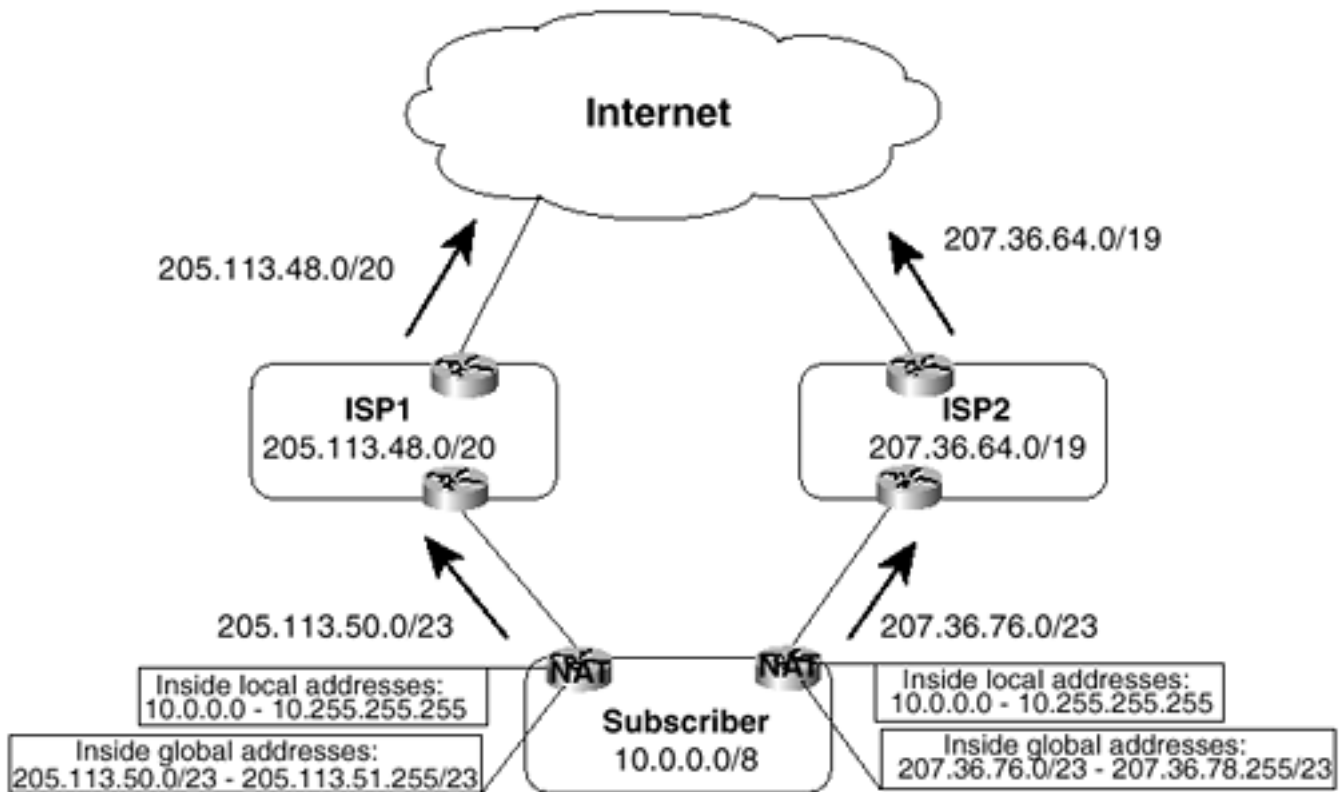 Internet
205.113.48.0/20
207.36.64.0/19
ISP1
205.113.48.0/20
ISP2
207.36.64.0/19
205.113.50.0/23
207.36.76.0/23
NAT
NAT
Inside local addresses:
10.0.0.0 - 10.255.255.255
Inside global addresses:
205.113.50.0/23 - 205.113.51.255/23
Subscriber
10.0.0.0/8
Inside local addresses:
10.0.0.0 - 10.255.255.255
Inside global addresses:
207.36.76.0/23 - 207.36.78.255/23